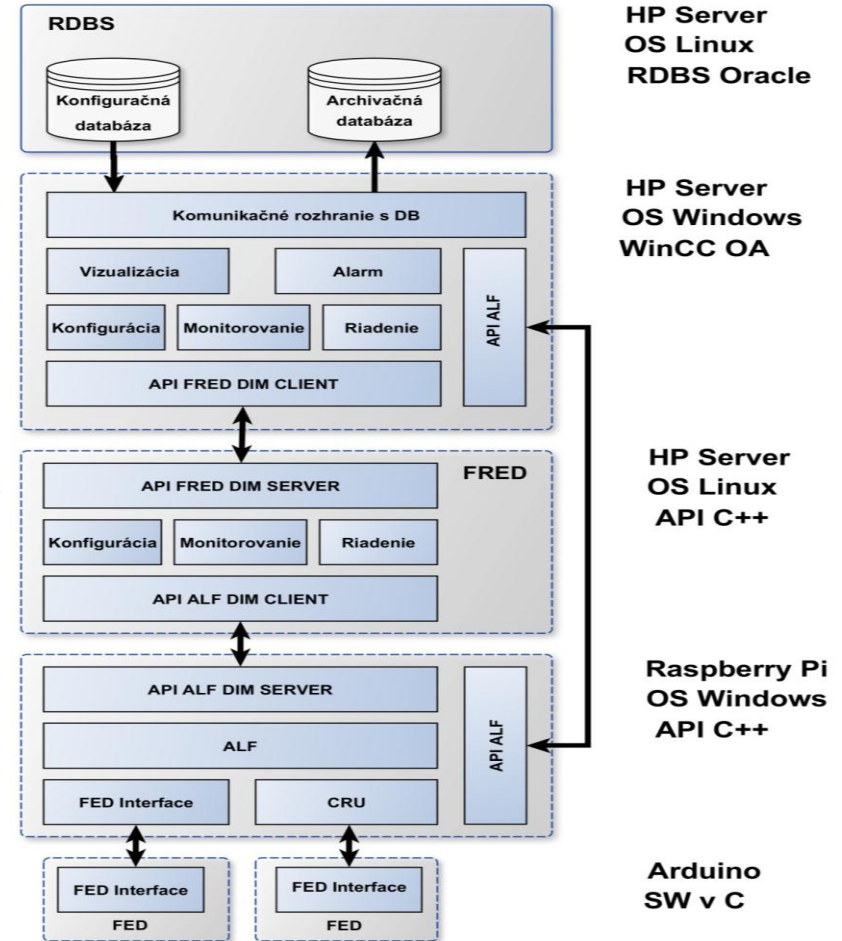 RDBS
HP Server
OS Linux
RDBS Oracle
Konfiguračná
databáza
Archivačná
databáza
HP Server
OS Windows
WinCC OA
Komunikačné rozhranie s DB
Vizualizácia
Alarm
Konfigurácia
Monitorovanie
Riadenie
API ALF
API FRED DIM CLIENT
HP Server
OS Linux
API C++
FRED
API FRED DIM SERVER
Konfigurácia
Monitorovanie
Riadenie
API ALF DIM CLIENT
Raspberry Pi
OS Windows
API C++
API ALF DIM SERVER
ALF
API ALF
FED Interface
CRU
Arduino
SW v C
FED Interface
FED
FED Interface
FED